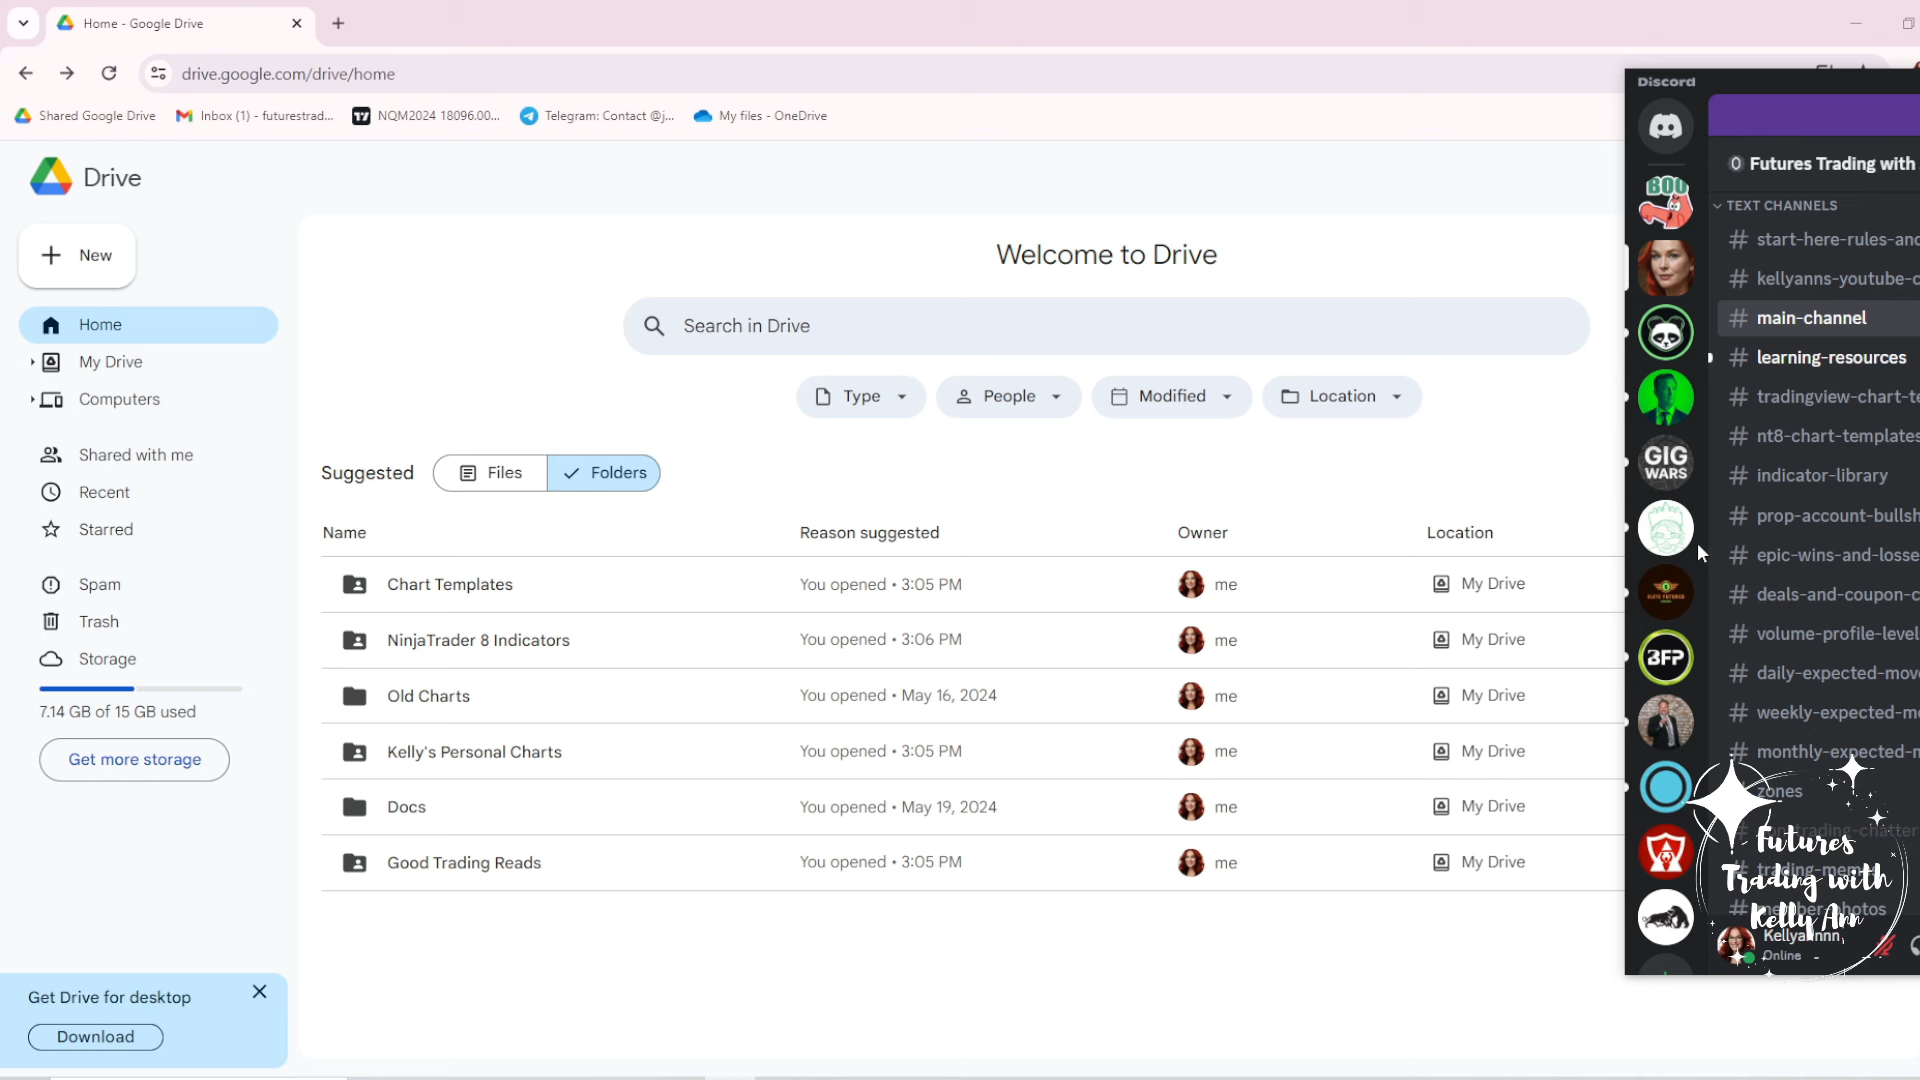 Home - Google Drive
drive.google.com/drive/home
Shared Google Drive
Inbox (1) - futurestrad...
NQM2024 18096.00...
Telegram: Contact @j...
My files - OneDrive
Drive
New
Home
My Drive
Computers
Shared with me
Recent
Starred
Spam
Trash
Storage
7.14 GB of 15 GB used
Get more storage
Get Drive for desktop
Download
Welcome to Drive
Search in Drive
Type
People
Modified
Location
Suggested
Files
Folders
Name Reason suggested Owner Location
Chart Templates You opened • 3:05 PM me My Drive
NinjaTrader 8 Indicators You opened • 3:06 PM me My Drive
Old Charts You opened • May 16, 2024 me My Drive
Kelly's Personal Charts You opened • 3:05 PM me My Drive
Docs You opened • May 19, 2024 me My Drive
Good Trading Reads You opened • 3:05 PM me My Drive
Discord
BOO
GIG
WARS
BFP
Futures Trading with
TEXT CHANNELS
# start-here-rules-and
# kellyanns-youtube-c
# main-channel
# learning-resources
# tradingview-chart-te
# nt8-chart-templates
# indicator-library
# prop-account-bullsh
# epic-wins-and-losse
# deals-and-coupon-c
# volume-profile-level
# daily-expected-mov
# weekly-expected-m
# monthly-expected-m
zones
trading-chatter
# trading-mem
# member-photos
Kellyannnn
Online
Futures
Trading with
Kelly Ann